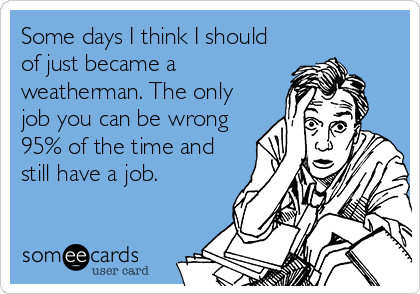 Some days I think I should
of just became a
weatherman. The only
job you can be wrong
95% of the time and
still have a job.
someecards
user card